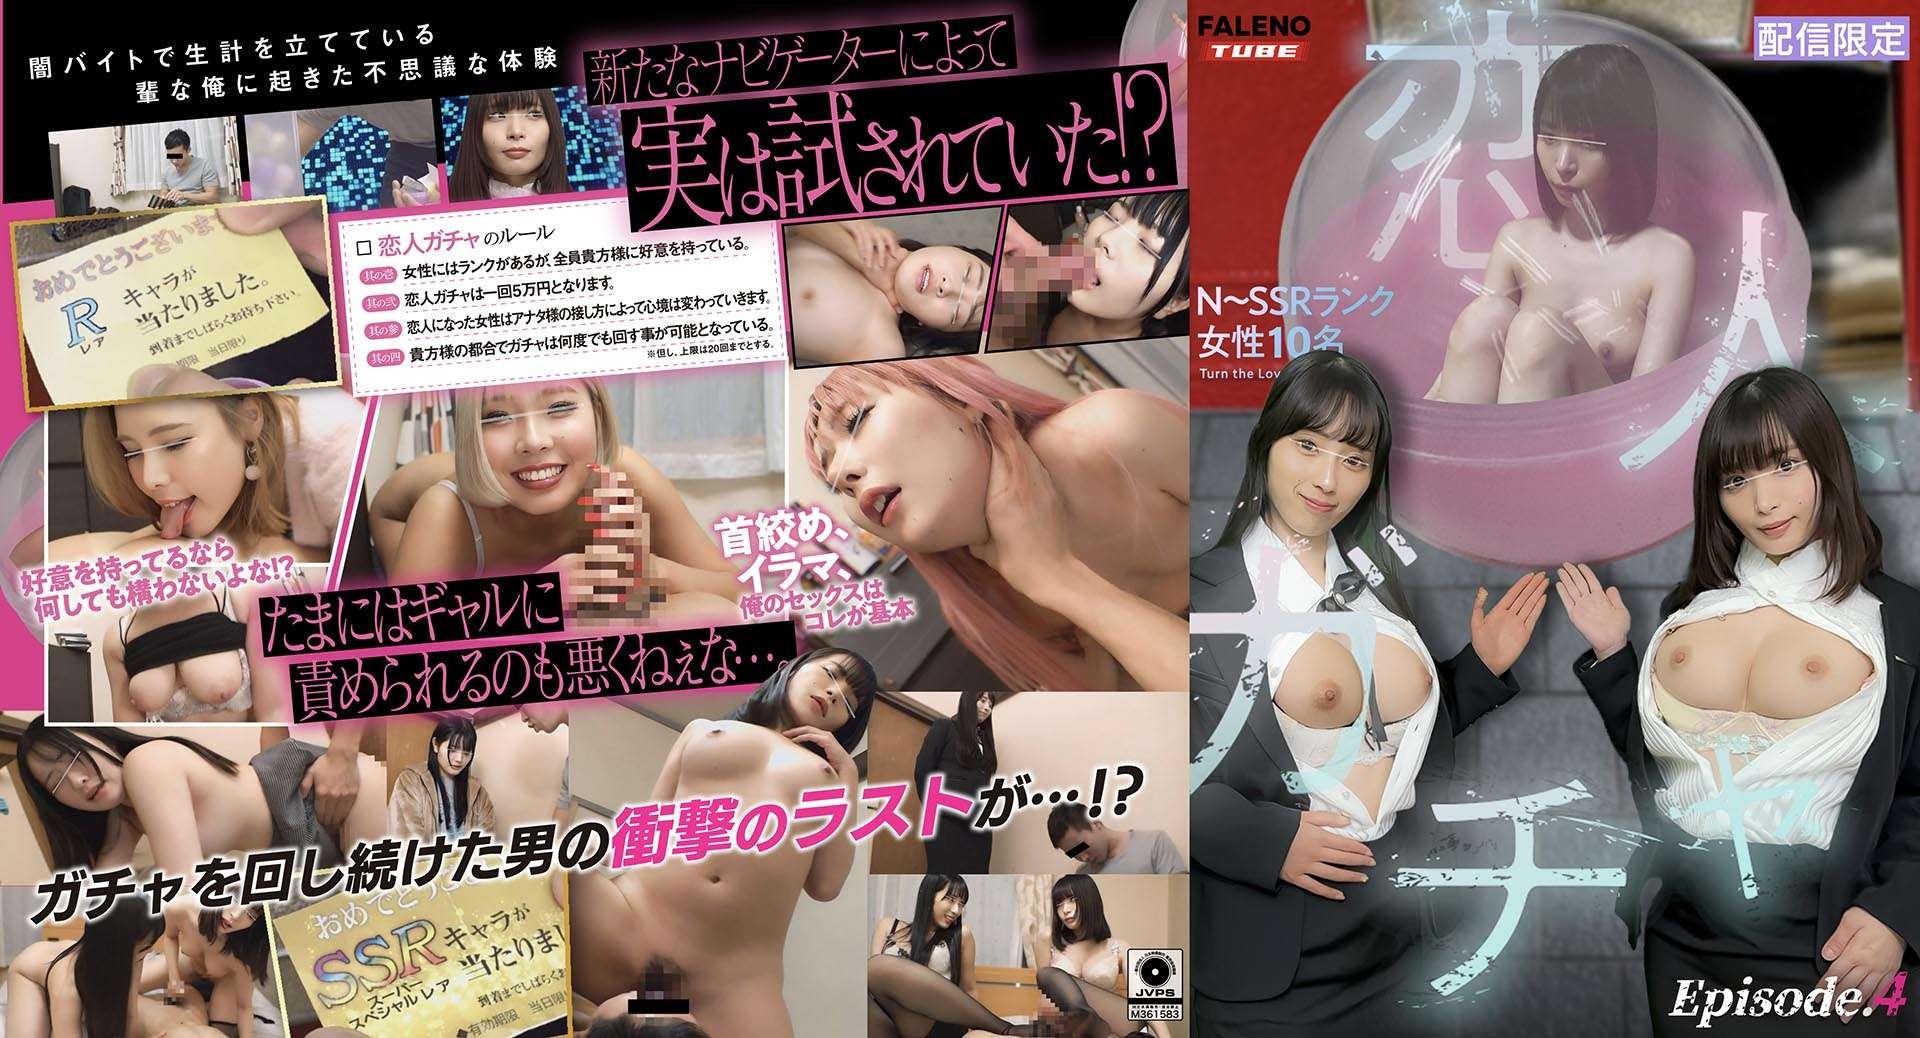 闇バイトで生計を立てている
輩な俺に起きた不思議な体験
新たなナビゲーターによって
実は試されていた!?
おめでとうございま
R
レア
キャラが
当たりました。
到着までしばらくお待ち下さい。
期限 当日限り
□ 恋人ガチャのルール
其の壱 女性にはランクがあるが、全員貴方様に好意を持っている。
其の弐 恋人ガチャは一回5万円となります。
其の参 恋人になった女性はアナタ様の接し方によって心境は変わっていきます。
其の四 貴方様の都合でガチャは何度でも回す事が可能となっている。
※但し、上限は20回までとする。
好意を持ってるなら
何しても構わないよな!?
たまにはギャルに
責められるのも悪くねぇな…。
首絞め、
イラマ、
俺のセックスは
コレが基本
ガチャを回し続けた男の衝撃のラストが…!?
おめでとうござ
SSR
スーパー
スペシャルレア
キャラが
当たりまし
到着までしばらくお
◆有効期限 当日限
JVPS
M361583
FALENO
TUBE
配信限定
恋人ガチャ
N〜SSRランク
女性10名
Turn the Lov
Episode.4